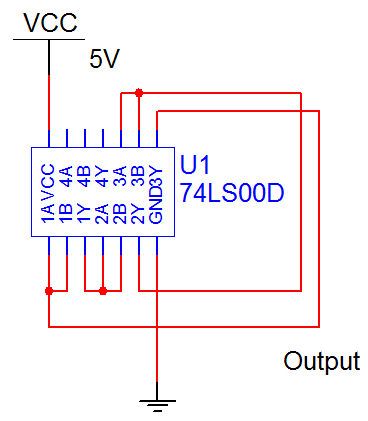 VCC
5V
VCC 4A 4B 4Y 3A 3B 3Y
1A 1B 1Y 2A 2B 2Y GND
U1
74LS00D
Output